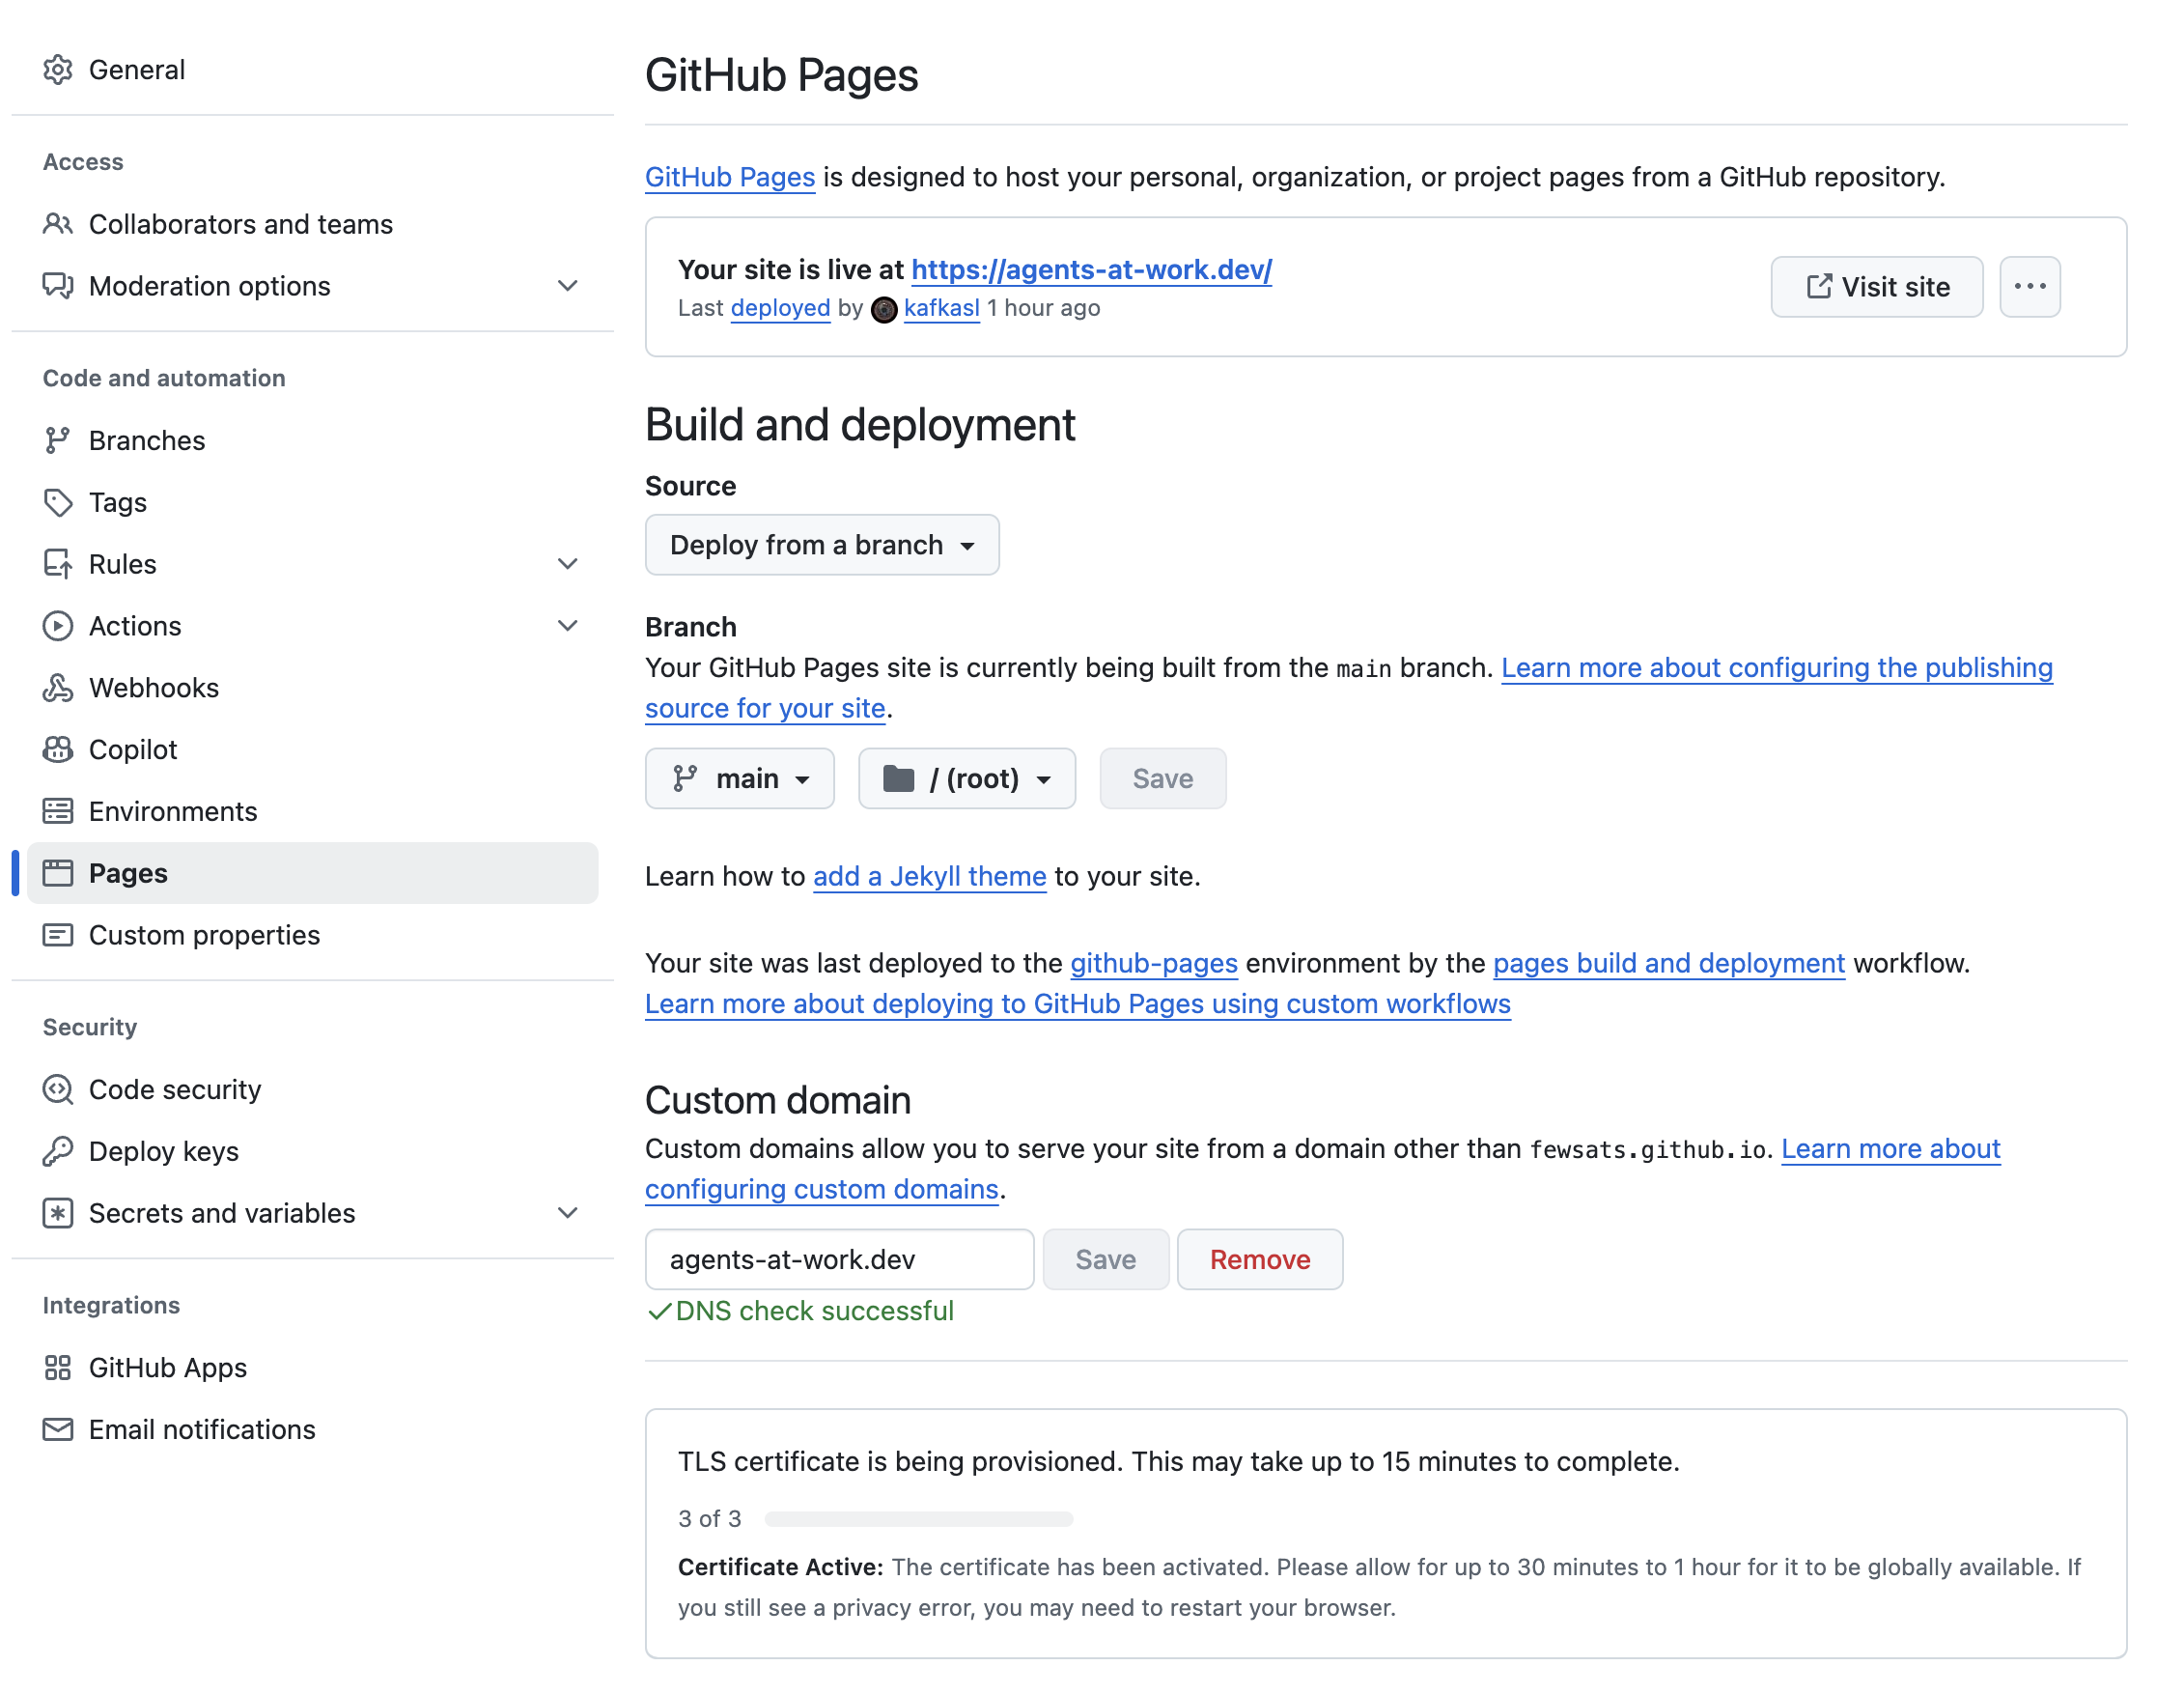 General
Access
Collaborators and teams
Moderation options
Code and automation
Branches
Tags
Rules
Actions
Webhooks
Copilot
Environments
Pages
Custom properties
Security
Code security
Deploy keys
Secrets and variables
Integrations
GitHub Apps
Email notifications
GitHub Pages
GitHub Pages is designed to host your personal, organization, or project pages from a GitHub repository.
Your site is live at https://agents-at-work.dev/
Last deployed by kafkasl 1 hour ago
Visit site
Build and deployment
Source
Deploy from a branch
Branch
Your GitHub Pages site is currently being built from the main branch. Learn more about configuring the publishing
source for your site.
main
/ (root)
Save
Learn how to add a Jekyll theme to your site.
Your site was last deployed to the github-pages environment by the pages build and deployment workflow.
Learn more about deploying to GitHub Pages using custom workflows
Custom domain
Custom domains allow you to serve your site from a domain other than fewsats.github.io. Learn more about
configuring custom domains.
agents-at-work.dev
Save
Remove
DNS check successful
TLS certificate is being provisioned. This may take up to 15 minutes to complete.
3 of 3
Certificate Active: The certificate has been activated. Please allow for up to 30 minutes to 1 hour for it to be globally available. If
you still see a privacy error, you may need to restart your browser.